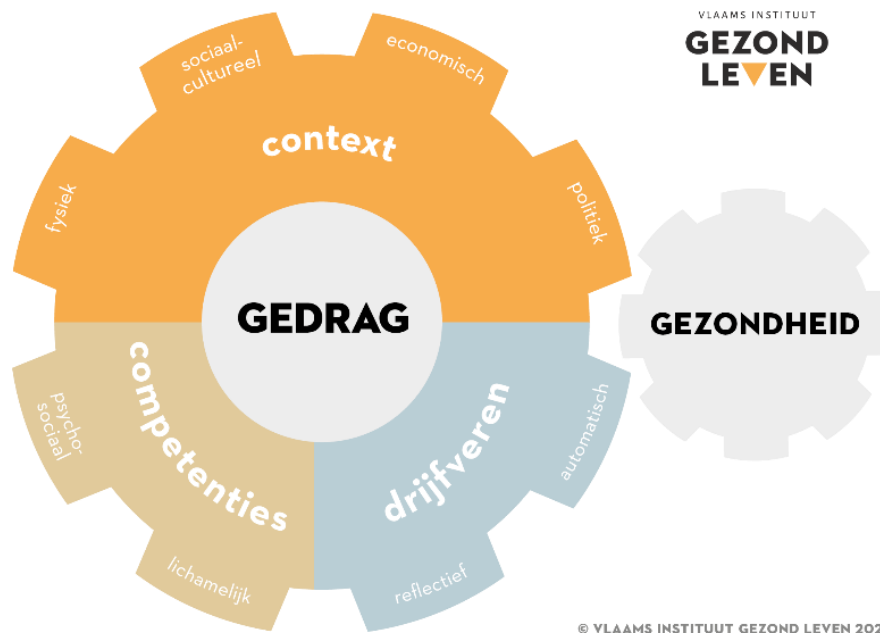 VLAAMS INSTITUUT
GEZOND
LEVEN
sociaal-
cultureel
economisch
context
fysiek
politiek
GEDRAG
GEZONDHEID
competenties
drijfveren
psycho-
sociaal
automatisch
lichamelijk
reflectief
© VLAAMS INSTITUUT GEZOND LEVEN 202